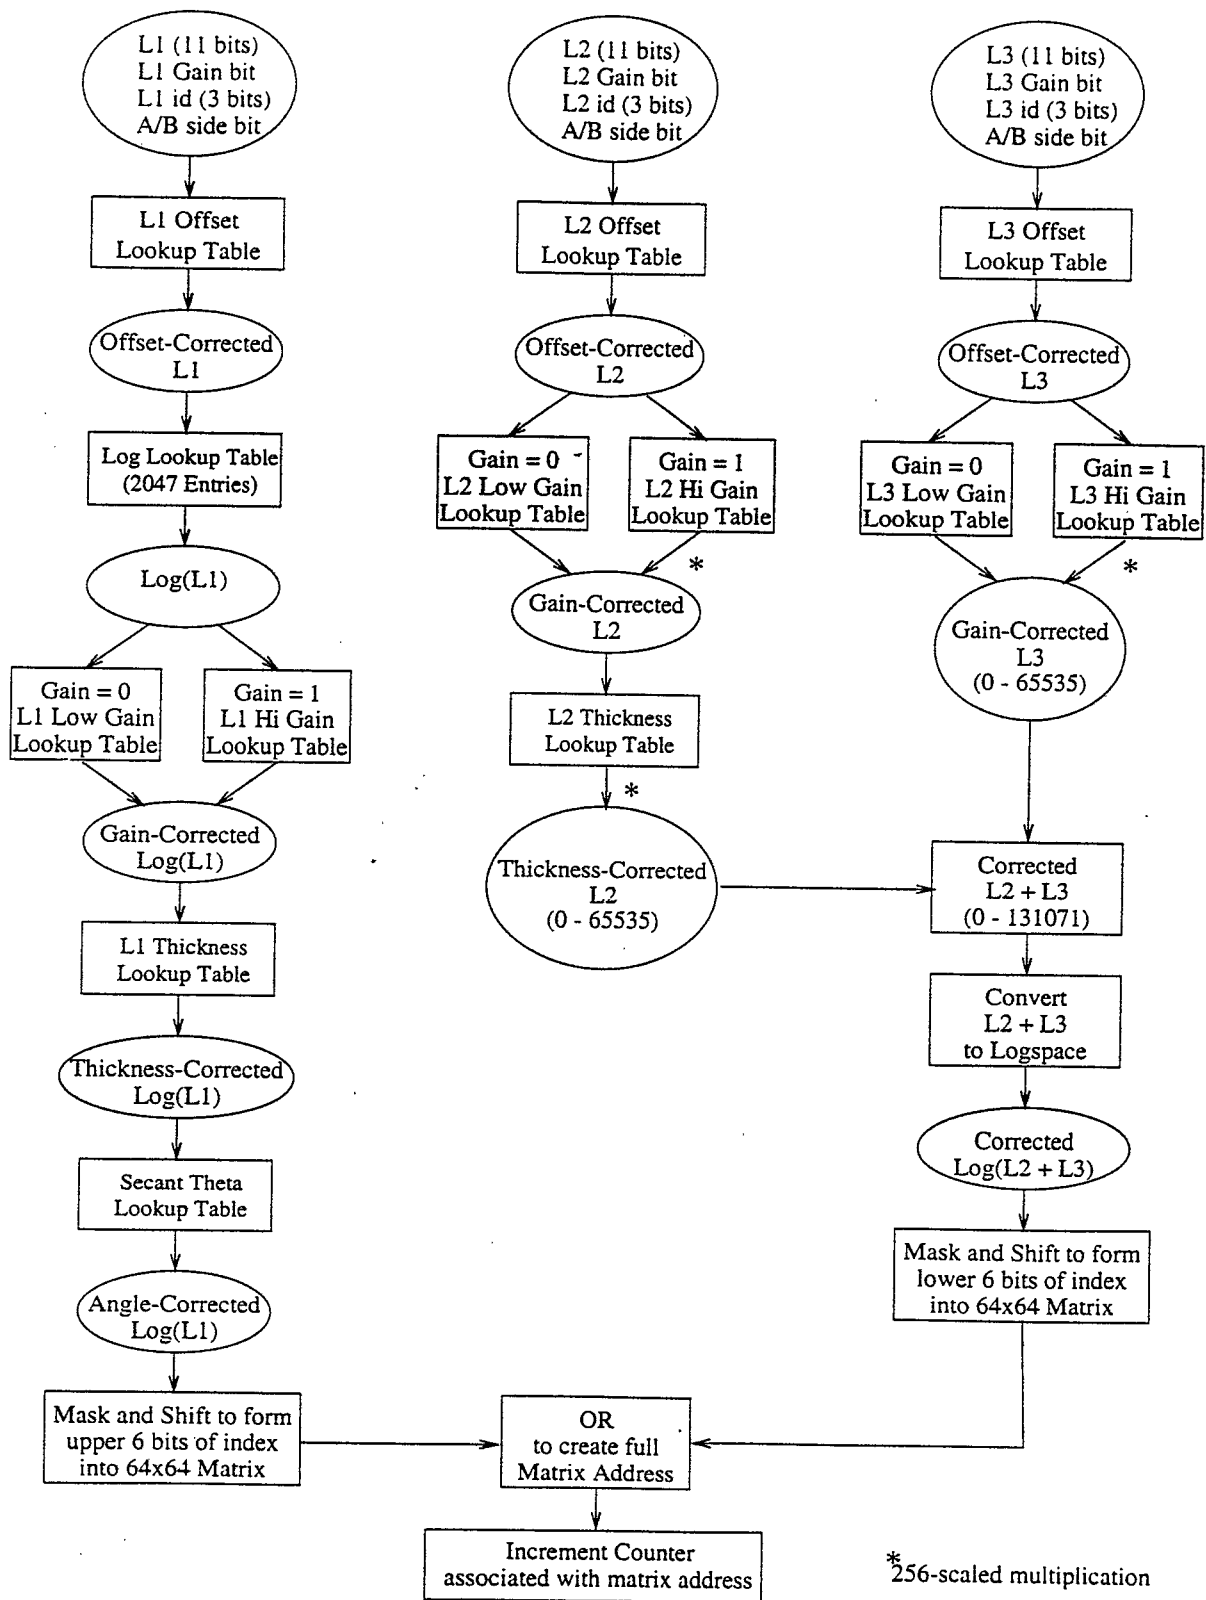 L1 (11 bits)
L1 Gain bit
L1 id (3 bits)
A/B side bit
L1 Offset
Lookup Table
Offset-Corrected
L1
Log Lookup Table
(2047 Entries)
Log(L1)
Gain = 0
L1 Low Gain
Lookup Table
Gain = 1
L1 Hi Gain
Lookup Table
Gain-Corrected
Log(L1)
L1 Thickness
Lookup Table
Thickness-Corrected
Log(L1)
Secant Theta
Lookup Table
Angle-Corrected
Log(L1)
Mask and Shift to form
upper 6 bits of index
into 64x64 Matrix
L2 (11 bits)
L2 Gain bit
L2 id (3 bits)
A/B side bit
L2 Offset
Lookup Table
Offset-Corrected
L2
Gain = 0
L2 Low Gain
Lookup Table
Gain = 1
L2 Hi Gain
Lookup Table
*
Gain-Corrected
L2
L2 Thickness
Lookup Table
*
Thickness-Corrected
L2
(0 - 65535)
L3 (11 bits)
L3 Gain bit
L3 id (3 bits)
A/B side bit
L3 Offset
Lookup Table
Offset-Corrected
L3
Gain = 0
L3 Low Gain
Lookup Table
Gain = 1
L3 Hi Gain
Lookup Table
*
Gain-Corrected
L3
(0 - 65535)
Corrected
L2 + L3
(0 - 131071)
Convert
L2 + L3
to Logspace
Corrected
Log(L2 + L3)
Mask and Shift to form
lower 6 bits of index
into 64x64 Matrix
OR
to create full
Matrix Address
Increment Counter
associated with matrix address
*256-scaled multiplication